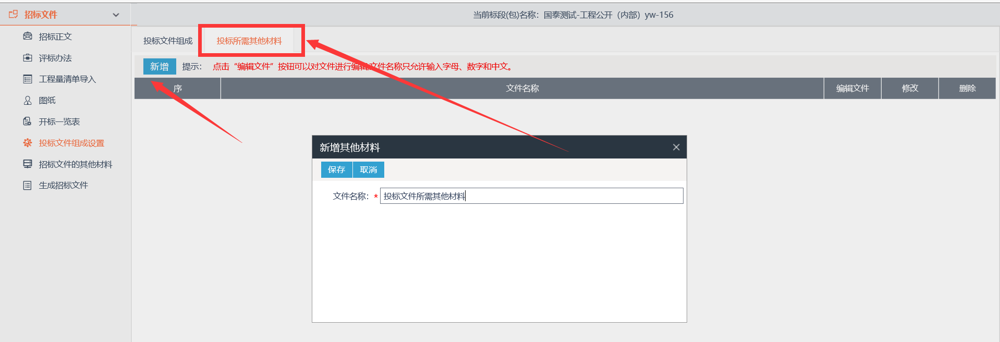 招标文件
当前标段(包)名称：国泰测试-工程公开（内部）yw-156
招标正文
评标办法
工程量清单导入
图纸
开标一览表
投标文件组成设置
招标文件的其他材料
生成招标文件
投标文件组成
投标所需其他材料
新增
提示：
点击“编辑文件”按钮可以对文件进行编辑文件名称只允许输入字母、数字和中文。
序
文件名称
编辑文件
修改
删除
新增其他材料
保存
取消
文件名称：*
投标文件所需其他材料